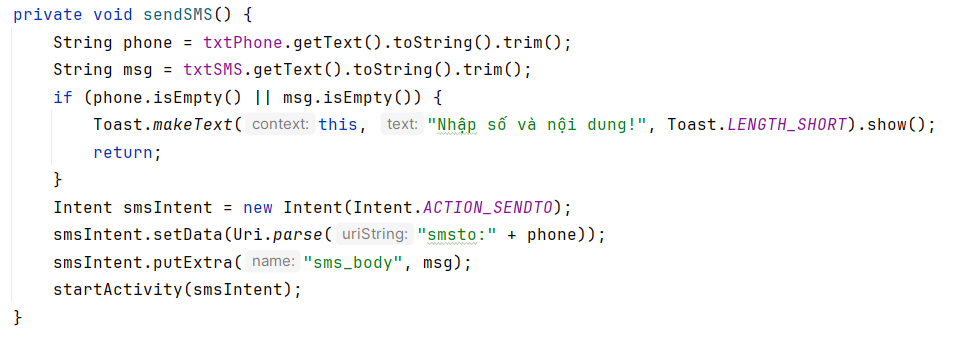 private void sendSMS() {
    String phone = txtPhone.getText().toString().trim();
    String msg = txtSMS.getText().toString().trim();
    if (phone.isEmpty() || msg.isEmpty()) {
        Toast.makeText( context: this, text: "Nhập số và nội dung!", Toast.LENGTH_SHORT).show();
        return;
    }
    Intent smsIntent = new Intent(Intent.ACTION_SENDTO);
    smsIntent.setData(Uri.parse( uriString: "smsto:" + phone));
    smsIntent.putExtra( name: "sms_body", msg);
    startActivity(smsIntent);
}